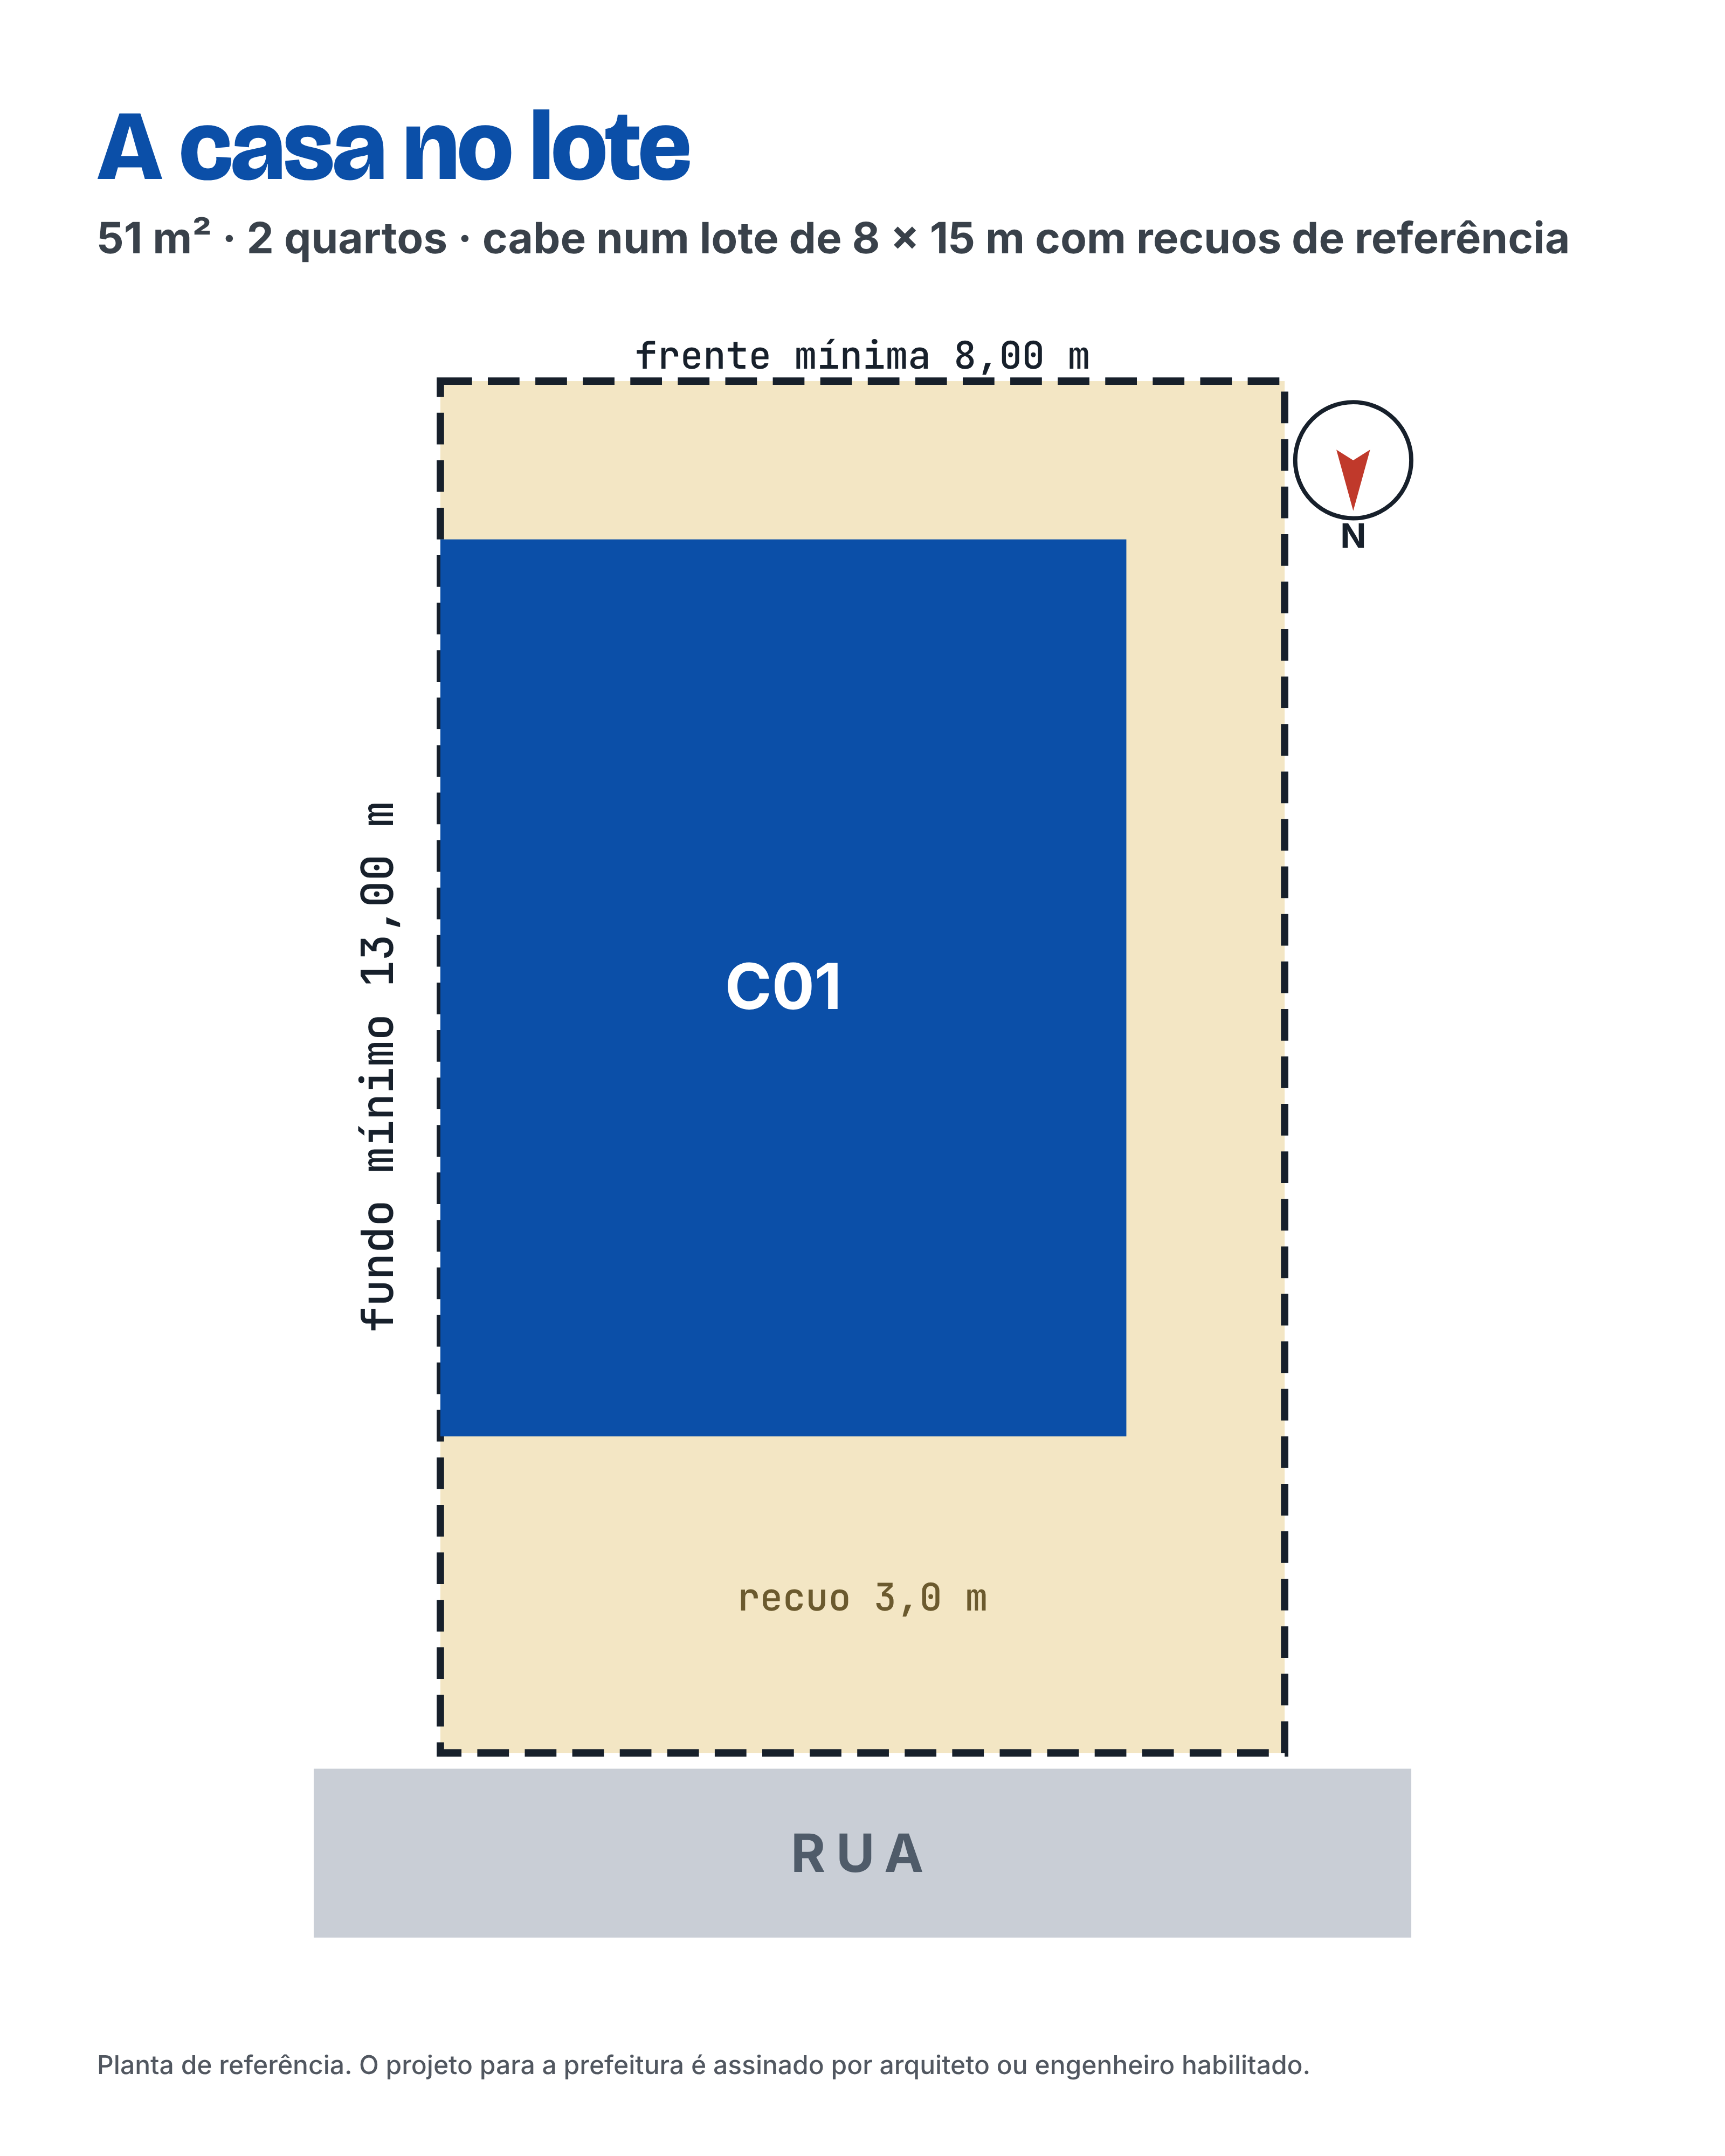 A casa no lote
51 m² · 2 quartos · cabe num lote de 8 × 15 m com recuos de referência
frente mínima 8,00 m
N
fundo mínimo 13,00 m
C01
recuo 3,0 m
RUA
Planta de referência. O projeto para a prefeitura é assinado por arquiteto ou engenheiro habilitado.